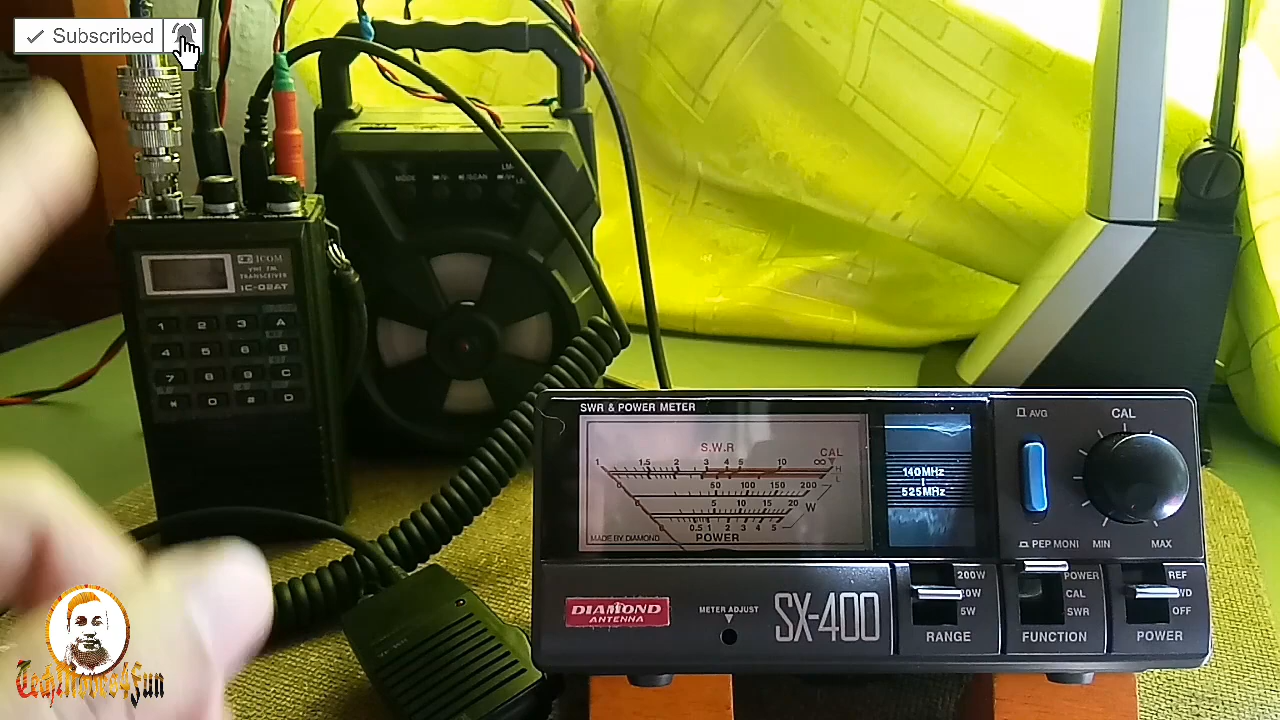 Subscribed
MODE
ICOM
VHF FM
TRANSCEIVER
IC-02AT
1 2 3 A
4 5 6 B
7 8 9 C
* 0 # D
SWR & POWER METER
S.W.R
CAL
1 1.5 2 3 4 5 10 ∞
H
L
50 100 150 200
5 10 15 20 W
0.5 1 2 3 4 5
MADE BY DIAMOND POWER
140MHz
525MHz
AVG
CAL
PEP MONI MIN MAX
DIAMOND
ANTENNA
METER ADJUST
SX-400
200W
20W
5W
RANGE
POWER
CAL
SWR
FUNCTION
REF
OFF
POWER